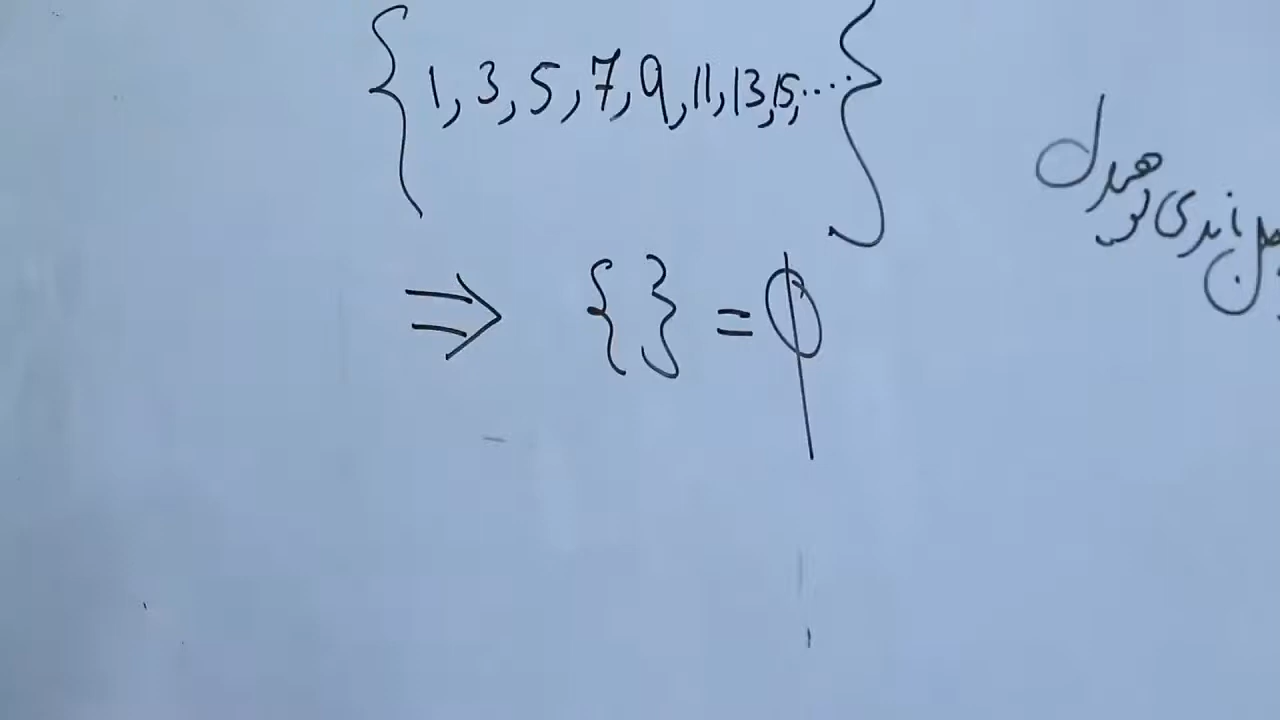 {1, 3, 5, 7, 9, 11, 13, 15, ...}
⇒ { } = ϕ